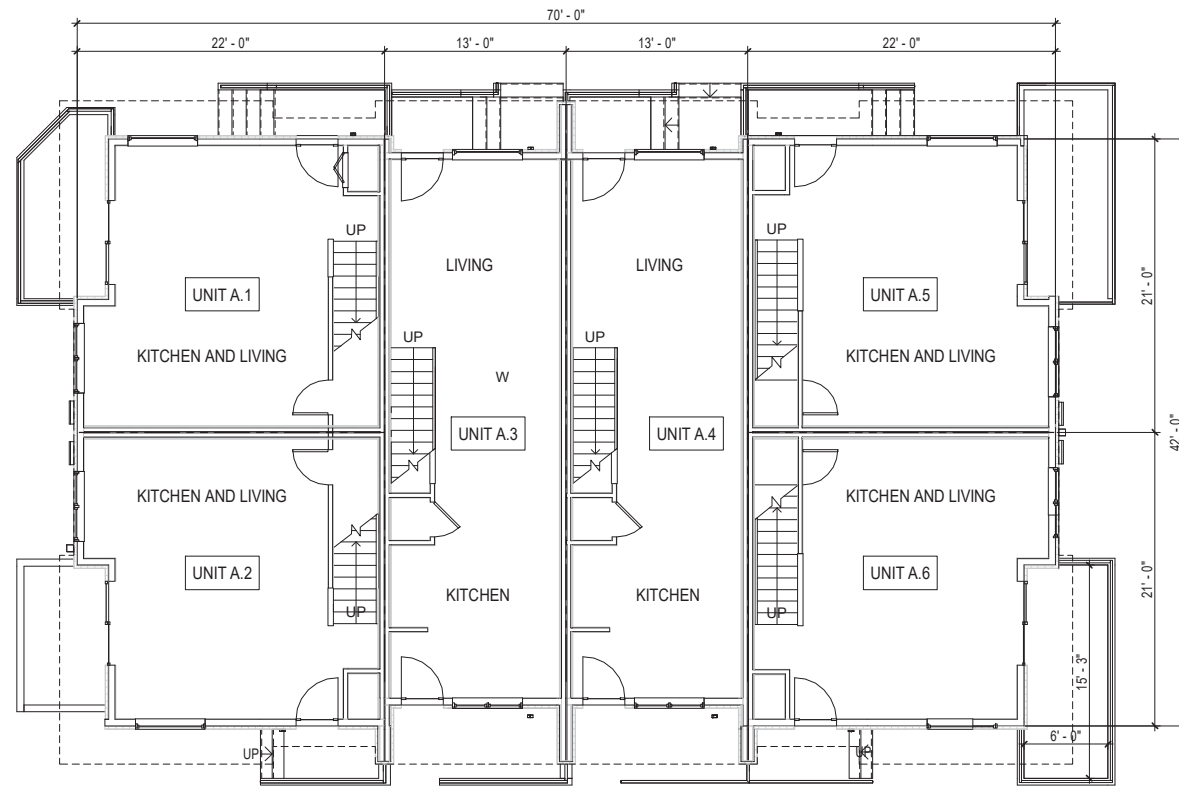 70' - 0"
22' - 0"
13' - 0"
13' - 0"
22' - 0"
UP
UP
LIVING
LIVING
UNIT A.1
UNIT A.5
21' - 0"
UP
UP
KITCHEN AND LIVING
KITCHEN AND LIVING
W
UNIT A.3
UNIT A.4
42' - 0"
KITCHEN AND LIVING
KITCHEN AND LIVING
UNIT A.2
UNIT A.6
21' - 0"
KITCHEN
KITCHEN
UP
UP
15' - 3"
6' - 0"
UP
UP